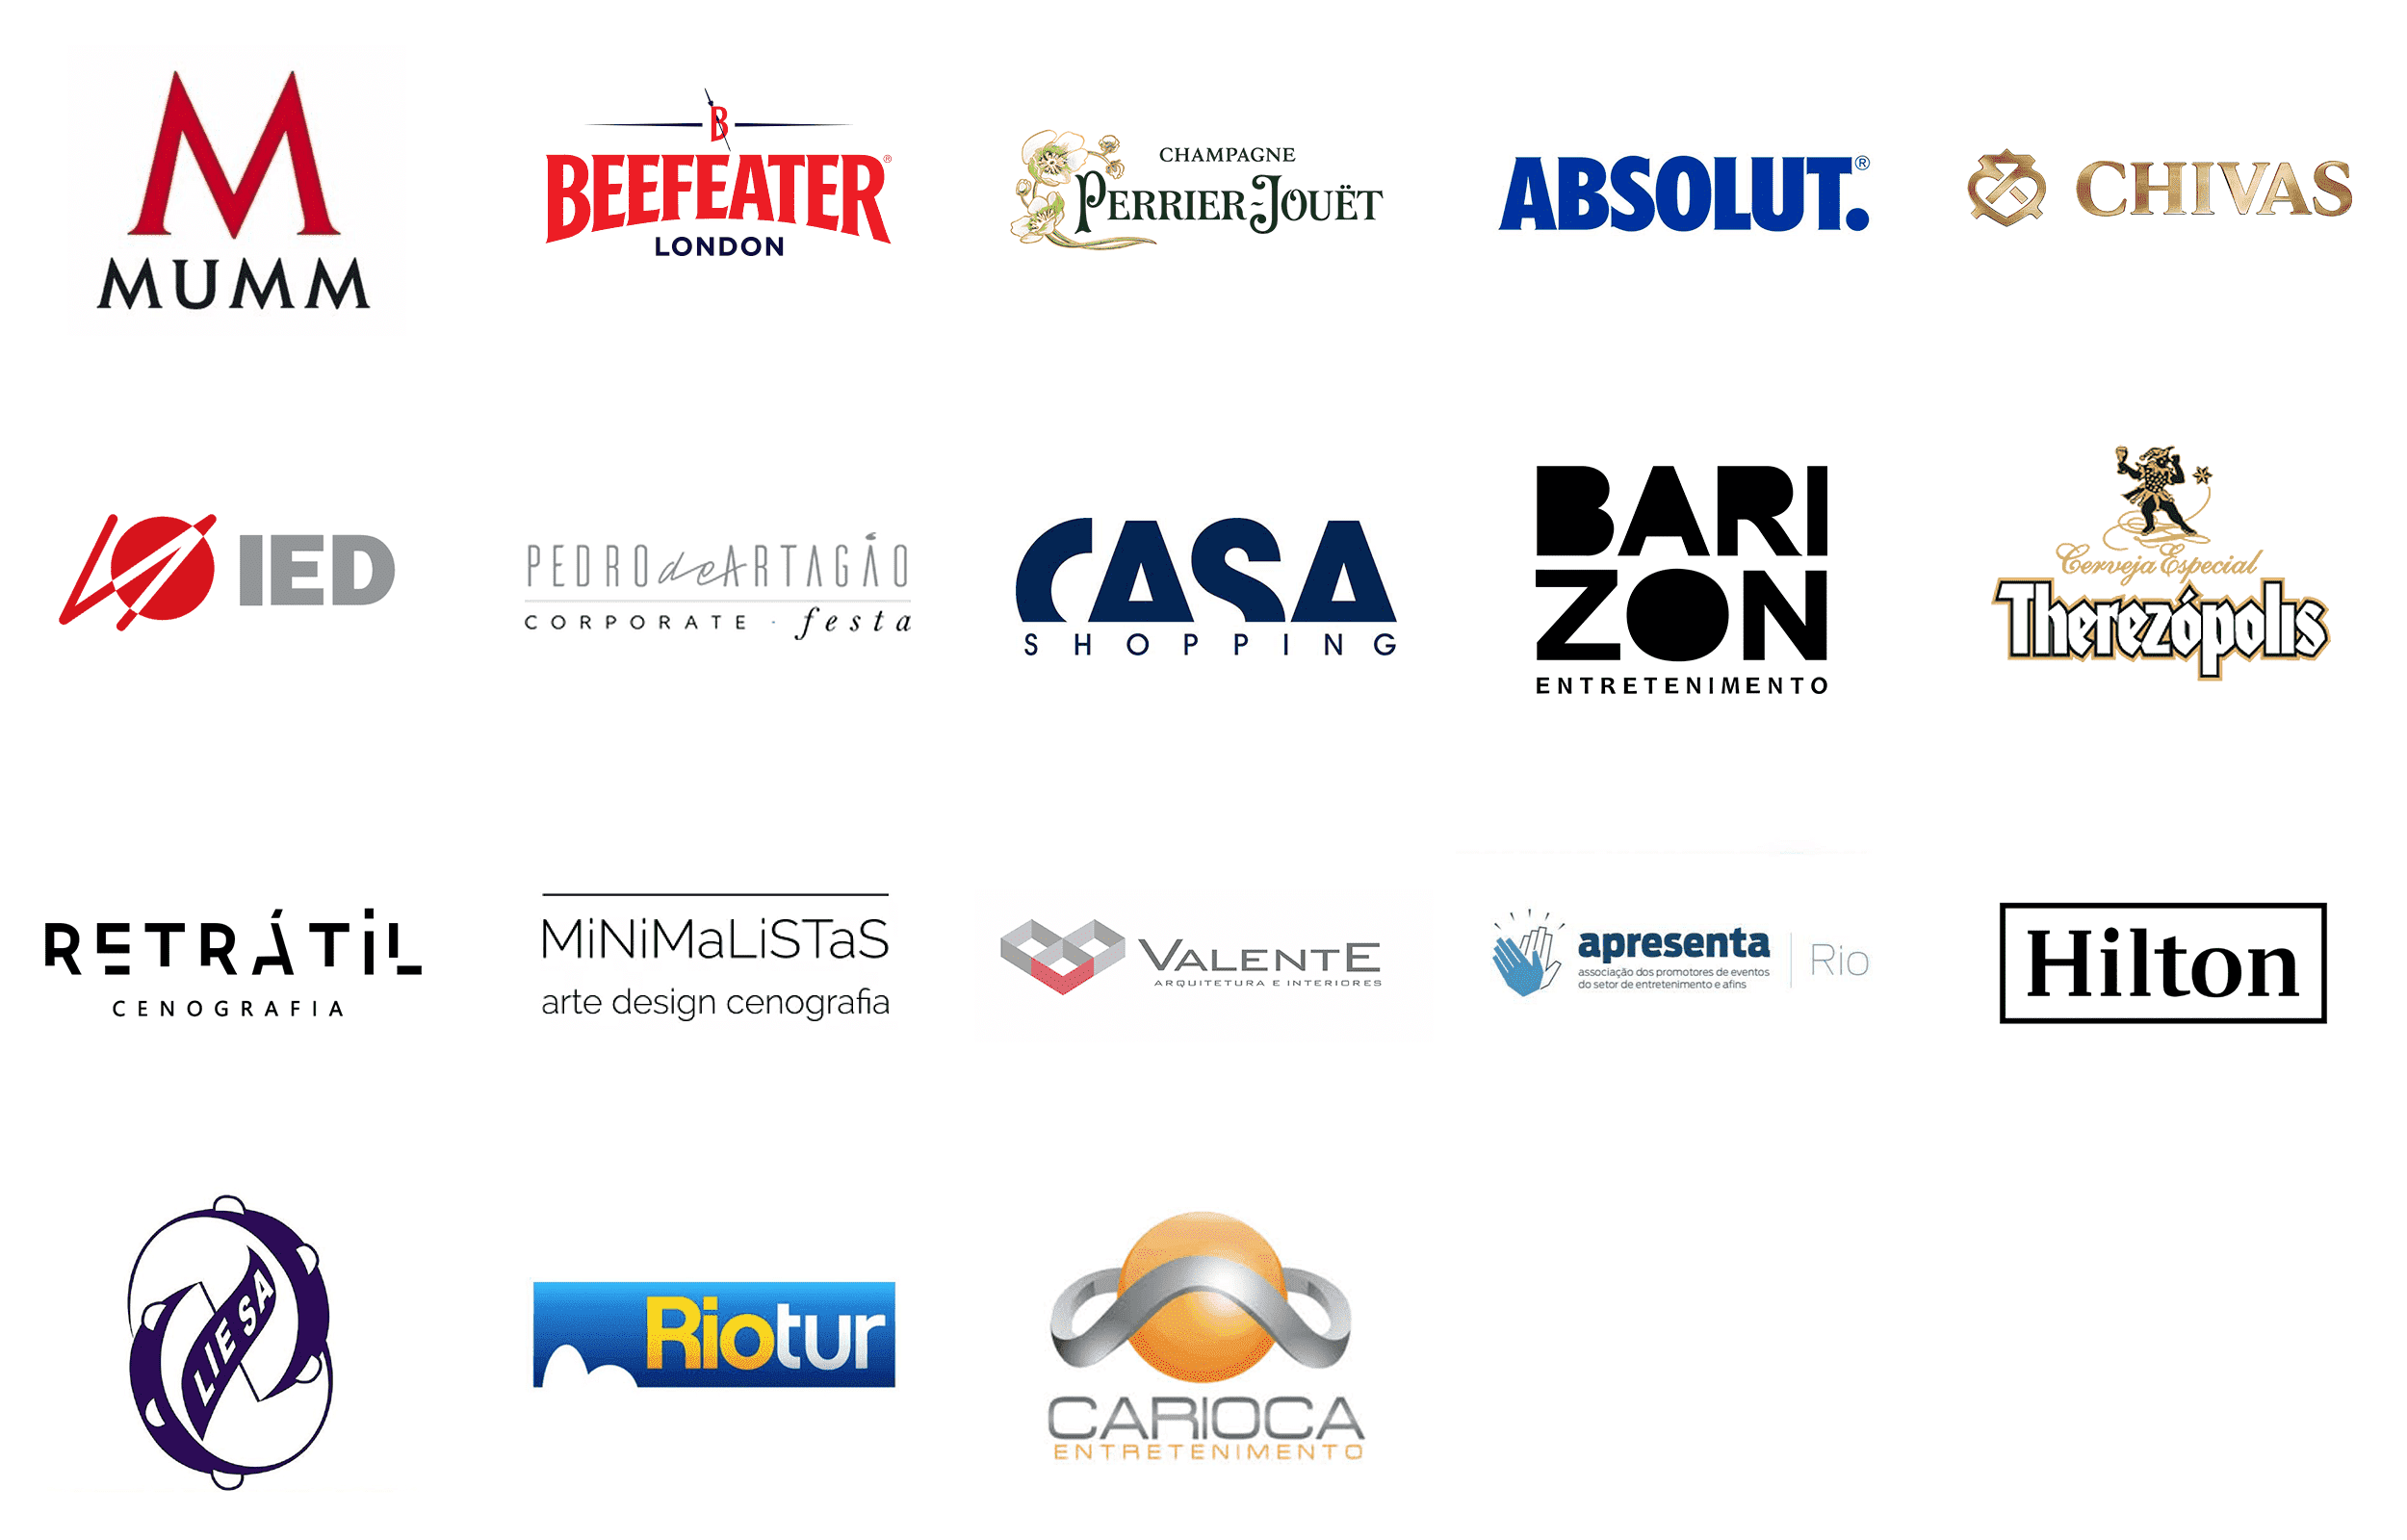 M
MUMM
B
BEEFEATER®
LONDON
CHAMPAGNE
PERRIER-JOUËT
ABSOLUT.®
CHIVAS
IED
PEDRO de ARTAGÃO
CORPORATE · festa
CASA
SHOPPING
BARI
ZON
ENTRETENIMENTO
Cerveja Especial
Therezópolis
RETRÁTiL
CENOGRAFIA
MiNiMaLiSTaS
arte design cenografia
VALENTE
ARQUITETURA E INTERIORES
apresenta
associação dos promotores de eventos
do setor de entretenimento e afins
Rio
Hilton
LIESA
Riotur
CARIOCA
ENTRETENIMENTO